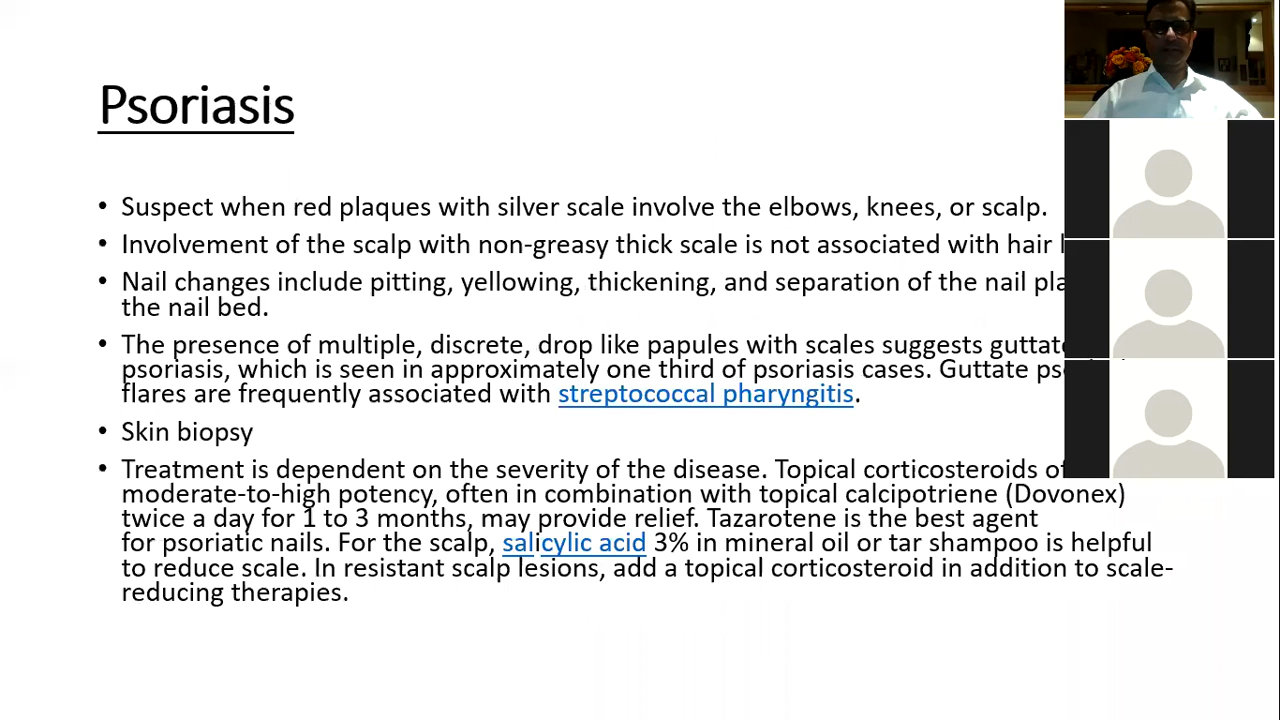 Psoriasis
• Suspect when red plaques with silver scale involve the elbows, knees, or scalp.
• Involvement of the scalp with non-greasy thick scale is not associated with hair
• Nail changes include pitting, yellowing, thickening, and separation of the nail
the nail bed.
• The presence of multiple, discrete, drop like papules with scales suggests
psoriasis, which is seen in approximately one third of psoriasis cases. Guttate
flares are frequently associated with streptococcal pharyngitis.
• Skin biopsy
• Treatment is dependent on the severity of the disease. Topical corticosteroids
moderate-to-high potency, often in combination with topical calcipotriene (Dovonex)
twice a day for 1 to 3 months, may provide relief. Tazarotene is the best agent
for psoriatic nails. For the scalp, salicylic acid 3% in mineral oil or tar shampoo is helpful
to reduce scale. In resistant scalp lesions, add a topical corticosteroid in addition to scale-
reducing therapies.